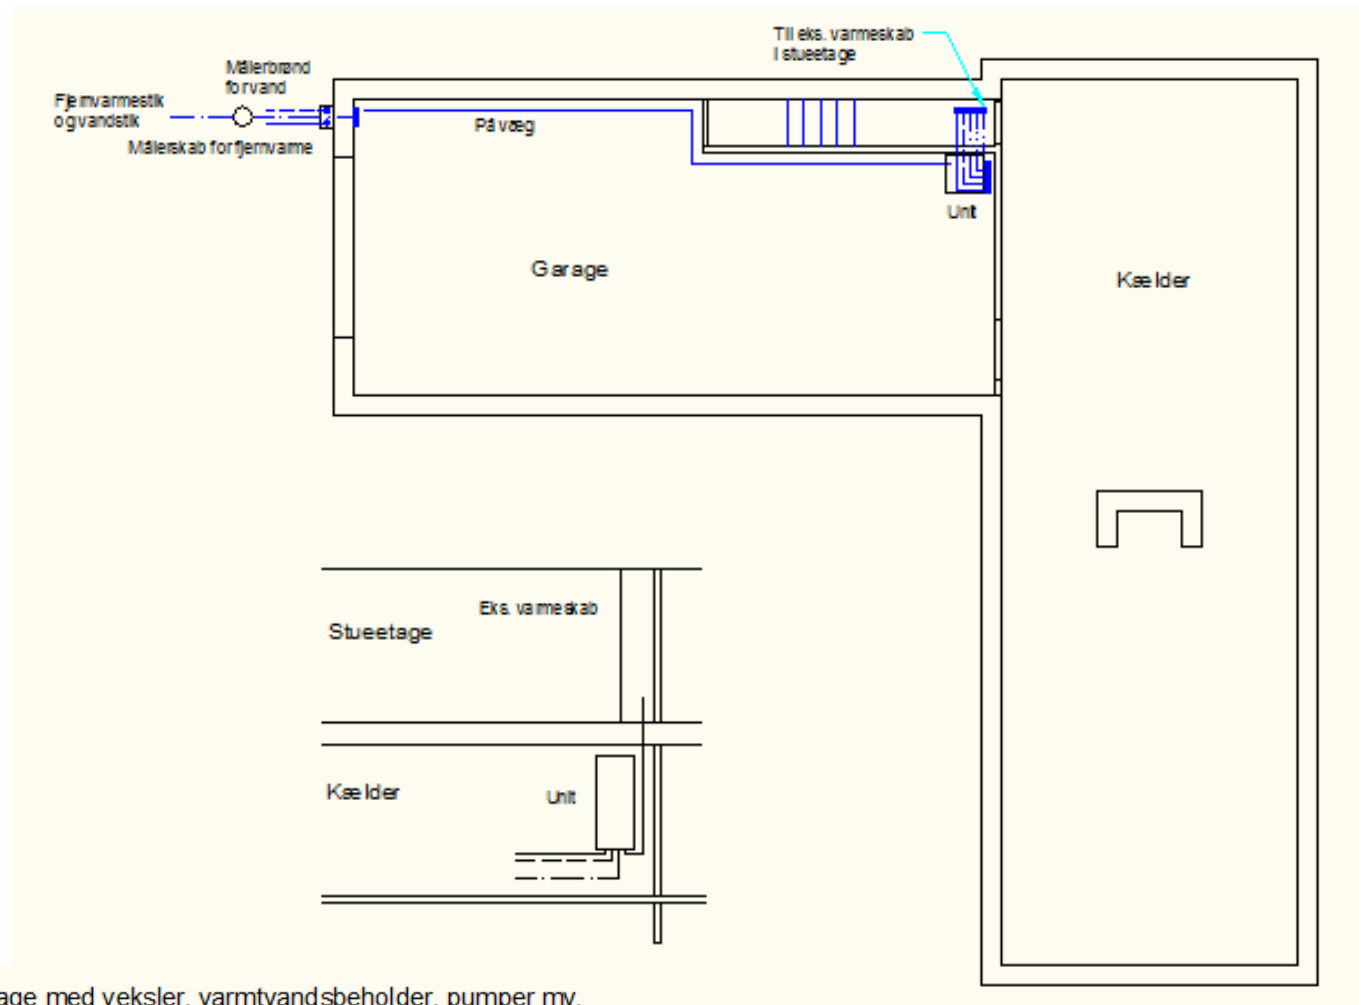 Målerbrønd
for vand
Fjernvarmestik
og vandstik
Målerskab for fjernvarme
På væg
Til eks. varmeskab
I stueetage
Unit
Garage
Kælder
Eks. varmeskab
Stueetage
Kælder
Unit
age med veksler, varmtvandsbeholder, pumper mv.